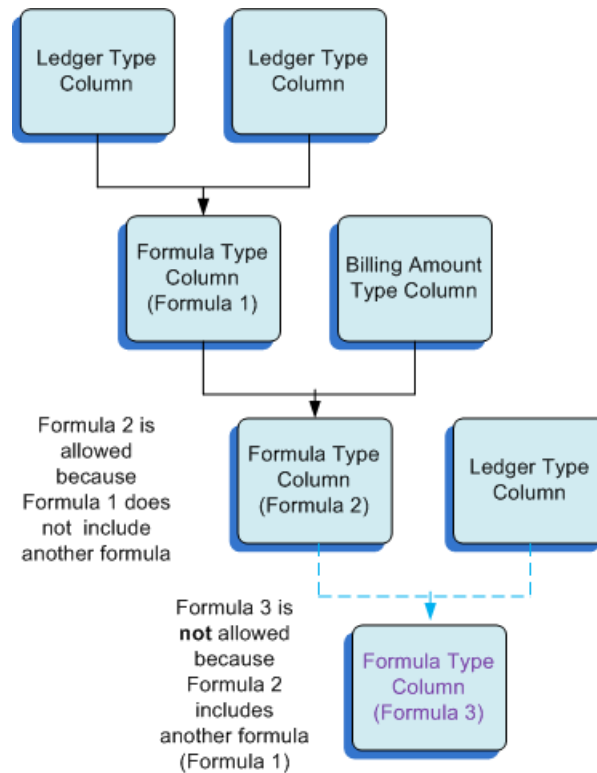 Ledger Type
Column
Ledger Type
Column
Formula Type
Column
(Formula 1)
Billing Amount
Type Column
Formula 2 is
allowed
because
Formula 1 does
not include
another formula
Formula Type
Column
(Formula 2)
Ledger Type
Column
Formula 3 is
not allowed
because
Formula 2
includes
another formula
(Formula 1)
Formula Type
Column
(Formula 3)